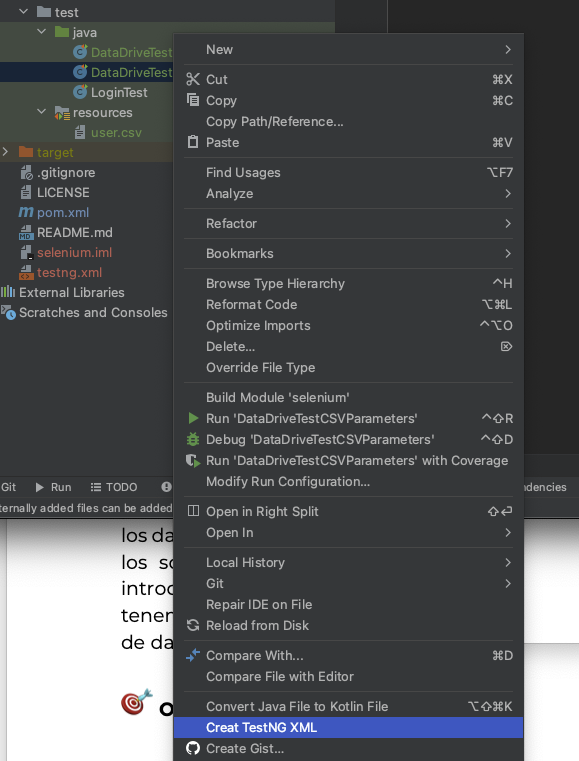 test
java
DataDriveTest
DataDriveTest
LoginTest
resources
user.csv
target
.gitignore
LICENSE
pom.xml
README.md
selenium.iml
testng.xml
External Libraries
Scratches and Consoles
Git Run TODO
ternally added files can be added
ndencies
New
Cut ⌘X
Copy ⌘C
Copy Path/Reference...
Paste ⌘V
Find Usages ⌥F7
Analyze
Refactor
Bookmarks
Browse Type Hierarchy ^H
Reformat Code ⌥⌘L
Optimize Imports ^⌥O
Delete... ⌦
Override File Type
Build Module 'selenium'
Run 'DataDriveTestCSVParameters' ^⇧R
Debug 'DataDriveTestCSVParameters' ^⇧D
Run 'DataDriveTestCSVParameters' with Coverage
Modify Run Configuration...
Open in Right Split ⇧⏎
Open In
Local History
Git
Repair IDE on File
Reload from Disk
Compare With... ⌘D
Compare File with Editor
Convert Java File to Kotlin File ⌥⇧⌘K
Creat TestNG XML
Create Gist...
los da
los so
introd
tener
de da